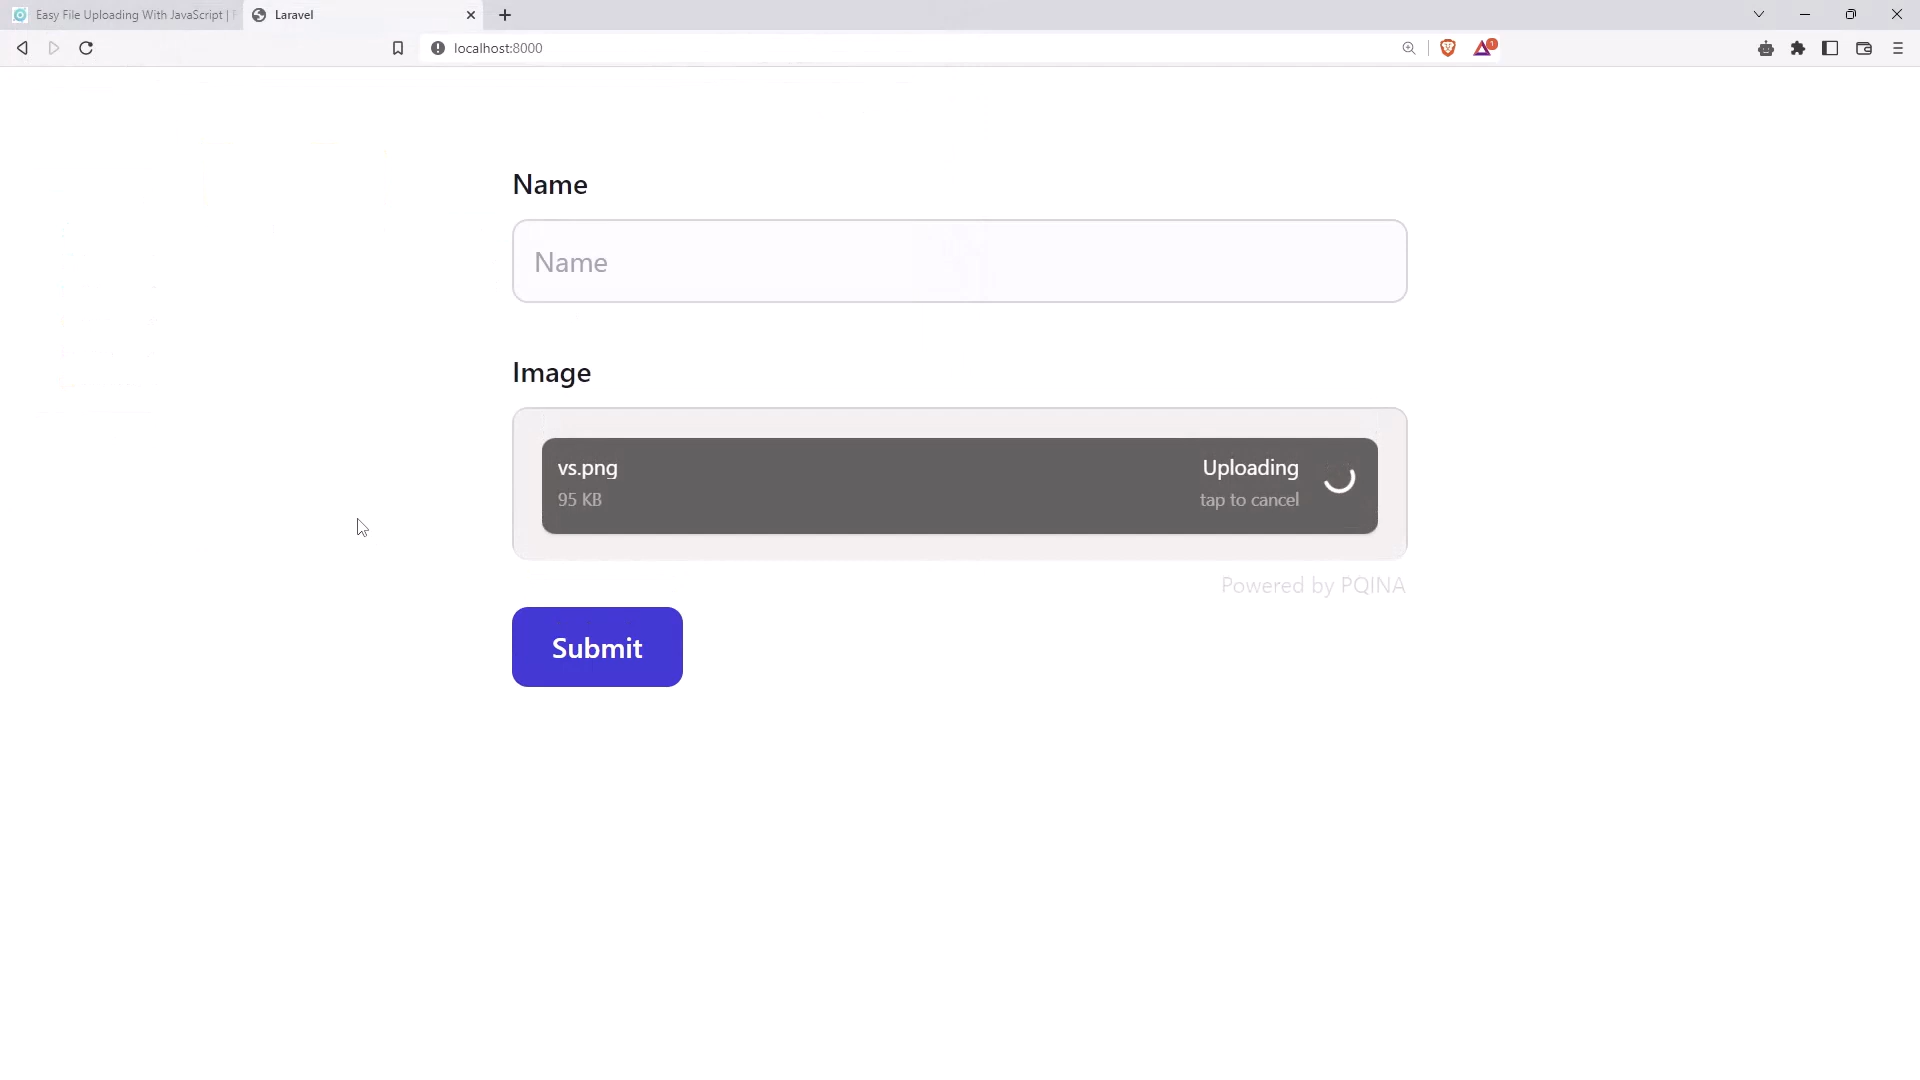 Easy File Uploading With JavaScript |
Laravel
localhost:8000
1
Name
Name
Image
vs.png
95 KB
Uploading
tap to cancel
Powered by PQINA
Submit